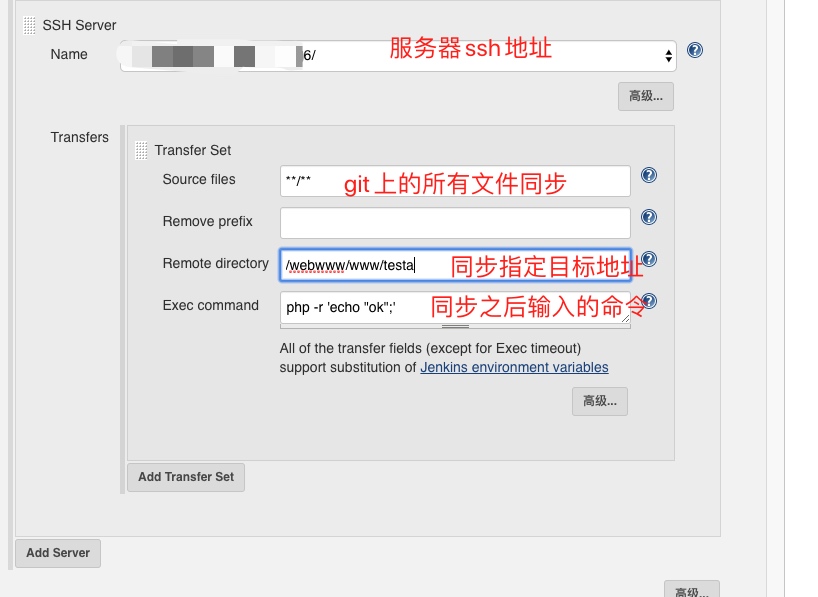 SSH Server
Name 6/ 服务器ssh地址
高级...
Transfers
Transfer Set
Source files **/** git上的所有文件同步
Remove prefix
Remote directory /webwww/www/testa 同步指定目标地址
Exec command php -r 'echo "ok";' 同步之后输入的命令
All of the transfer fields (except for Exec timeout)
support substitution of Jenkins environment variables
高级...
Add Transfer Set
Add Server
高级...